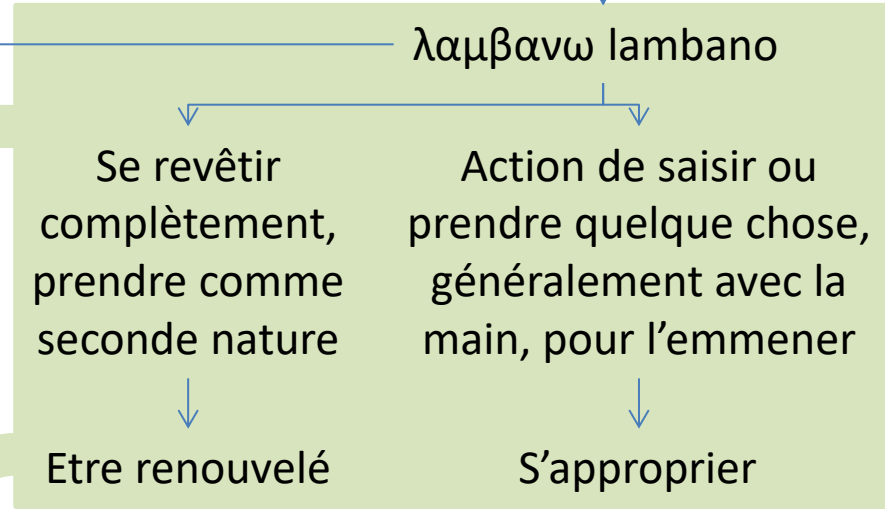 λαμβανω lambano
Se revêtir
complètement,
prendre comme
seconde nature
Action de saisir ou
prendre quelque chose,
généralement avec la
main, pour l’emmener
Etre renouvelé
S’approprier